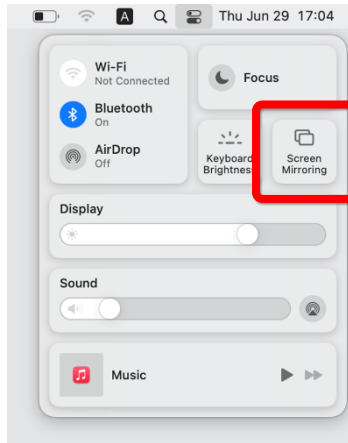 A Thu Jun 29 17:04
Wi-Fi
Not Connected
Focus
Bluetooth
On
AirDrop
Off
Keyboard
Brightness
Screen
Mirroring
Display
Sound
Music